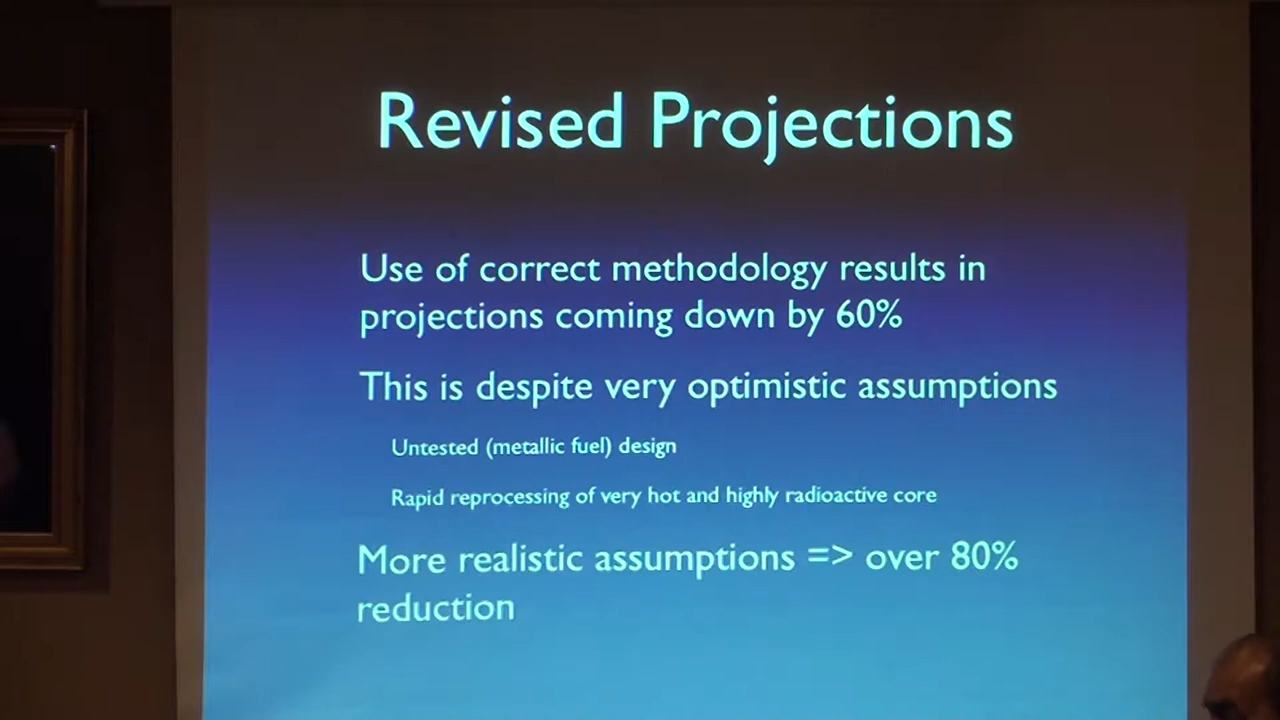 Revised Projections
Use of correct methodology results in
projections coming down by 60%
This is despite very optimistic assumptions
Untested (metallic fuel) design
Rapid reprocessing of very hot and highly radioactive core
More realistic assumptions => over 80%
reduction